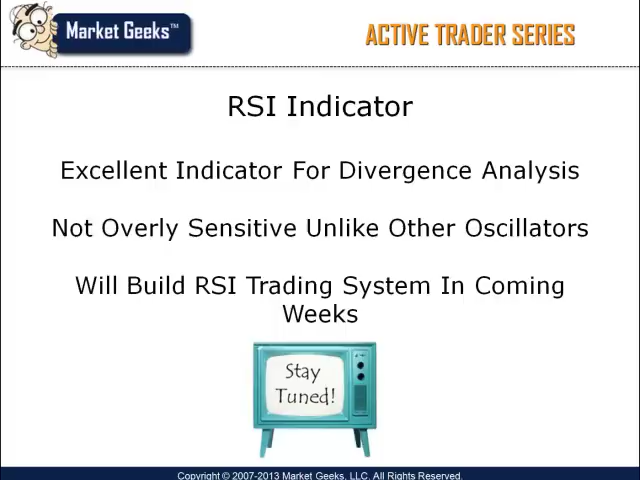 Market Geeks™
ACTIVE TRADER SERIES
RSI Indicator
Excellent Indicator For Divergence Analysis
Not Overly Sensitive Unlike Other Oscillators
Will Build RSI Trading System In Coming
Weeks
Stay
Tuned!
Copyright © 2007-2013 Market Geeks, LLC. All Rights Reserved.